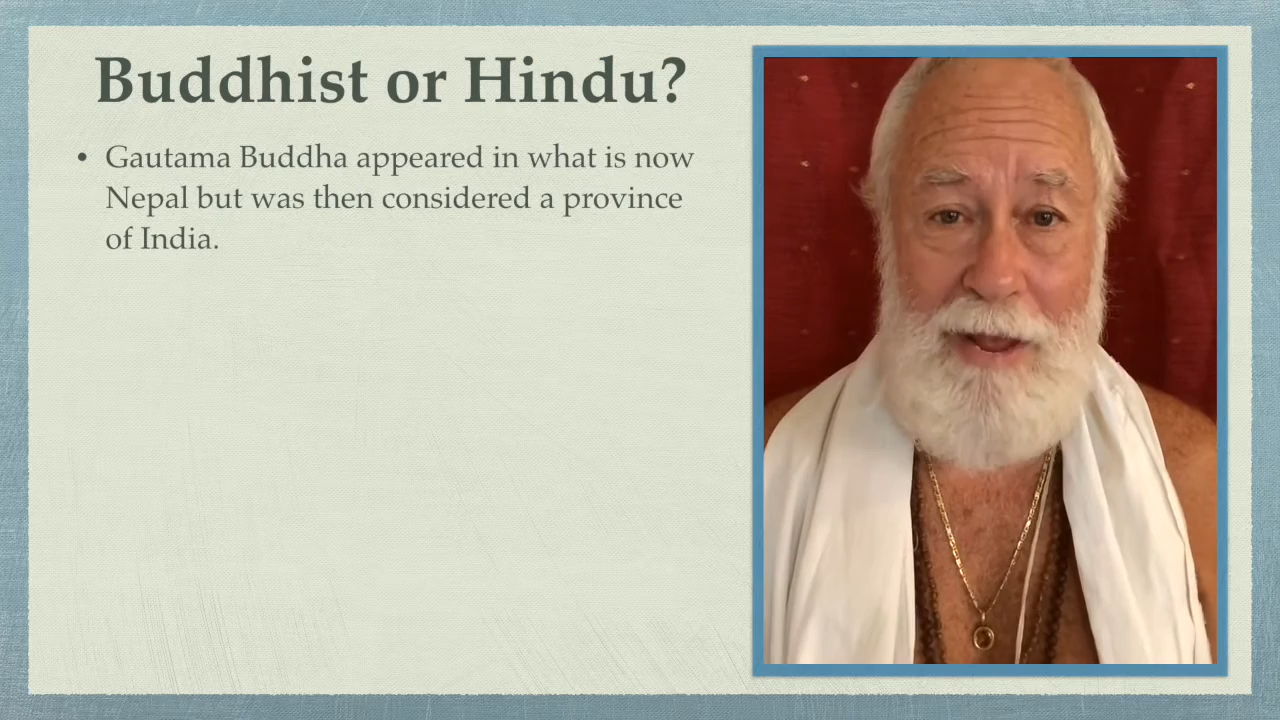 Buddhist or Hindu?
• Gautama Buddha appeared in what is now
Nepal but was then considered a province
of India.